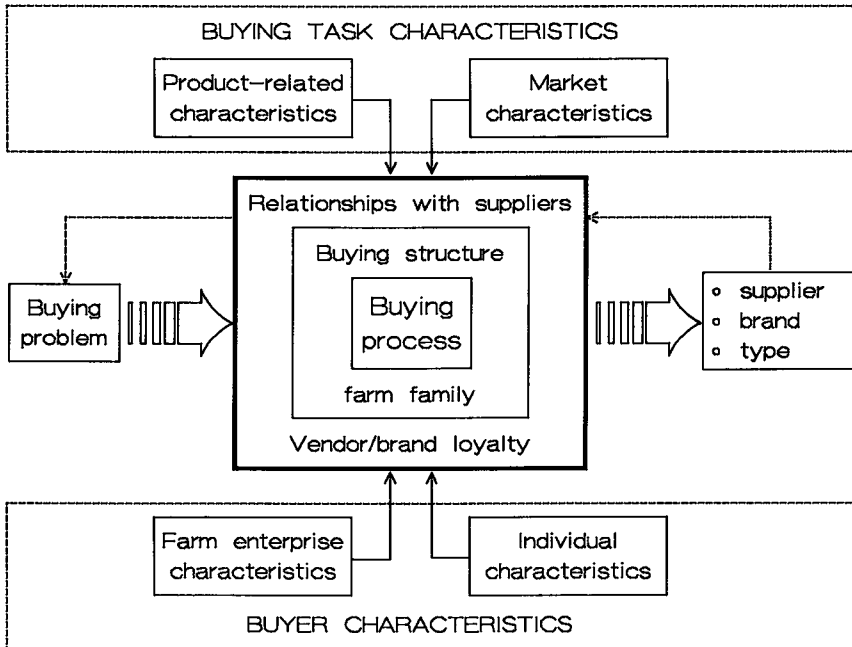 BUYING TASK CHARACTERISTICS
Product-related
characteristics
Market
characteristics
Relationships with suppliers
Buying structure
Buying
process
farm family
Vendor/brand loyalty
Buying
problem
supplier
brand
type
Farm enterprise
characteristics
Individual
characteristics
BUYER CHARACTERISTICS